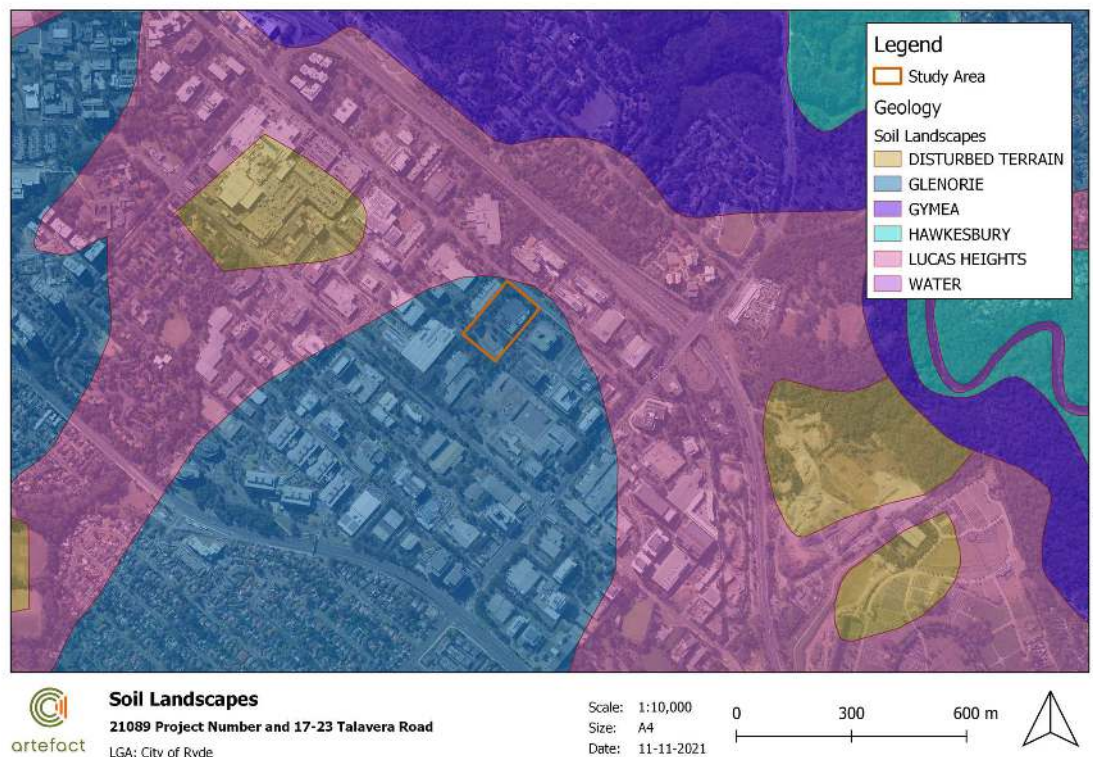 Legend
Study Area
Geology
Soil Landscapes
DISTURBED TERRAIN
GLENORIE
GYMEA
HAWKESBURY
LUCAS HEIGHTS
WATER
artefact
Soil Landscapes
21089 Project Number and 17-23 Talavera Road
LGA: City of Ryde
Scale: 1:10,000
Size: A4
Date: 11-11-2021
0 300 600 m